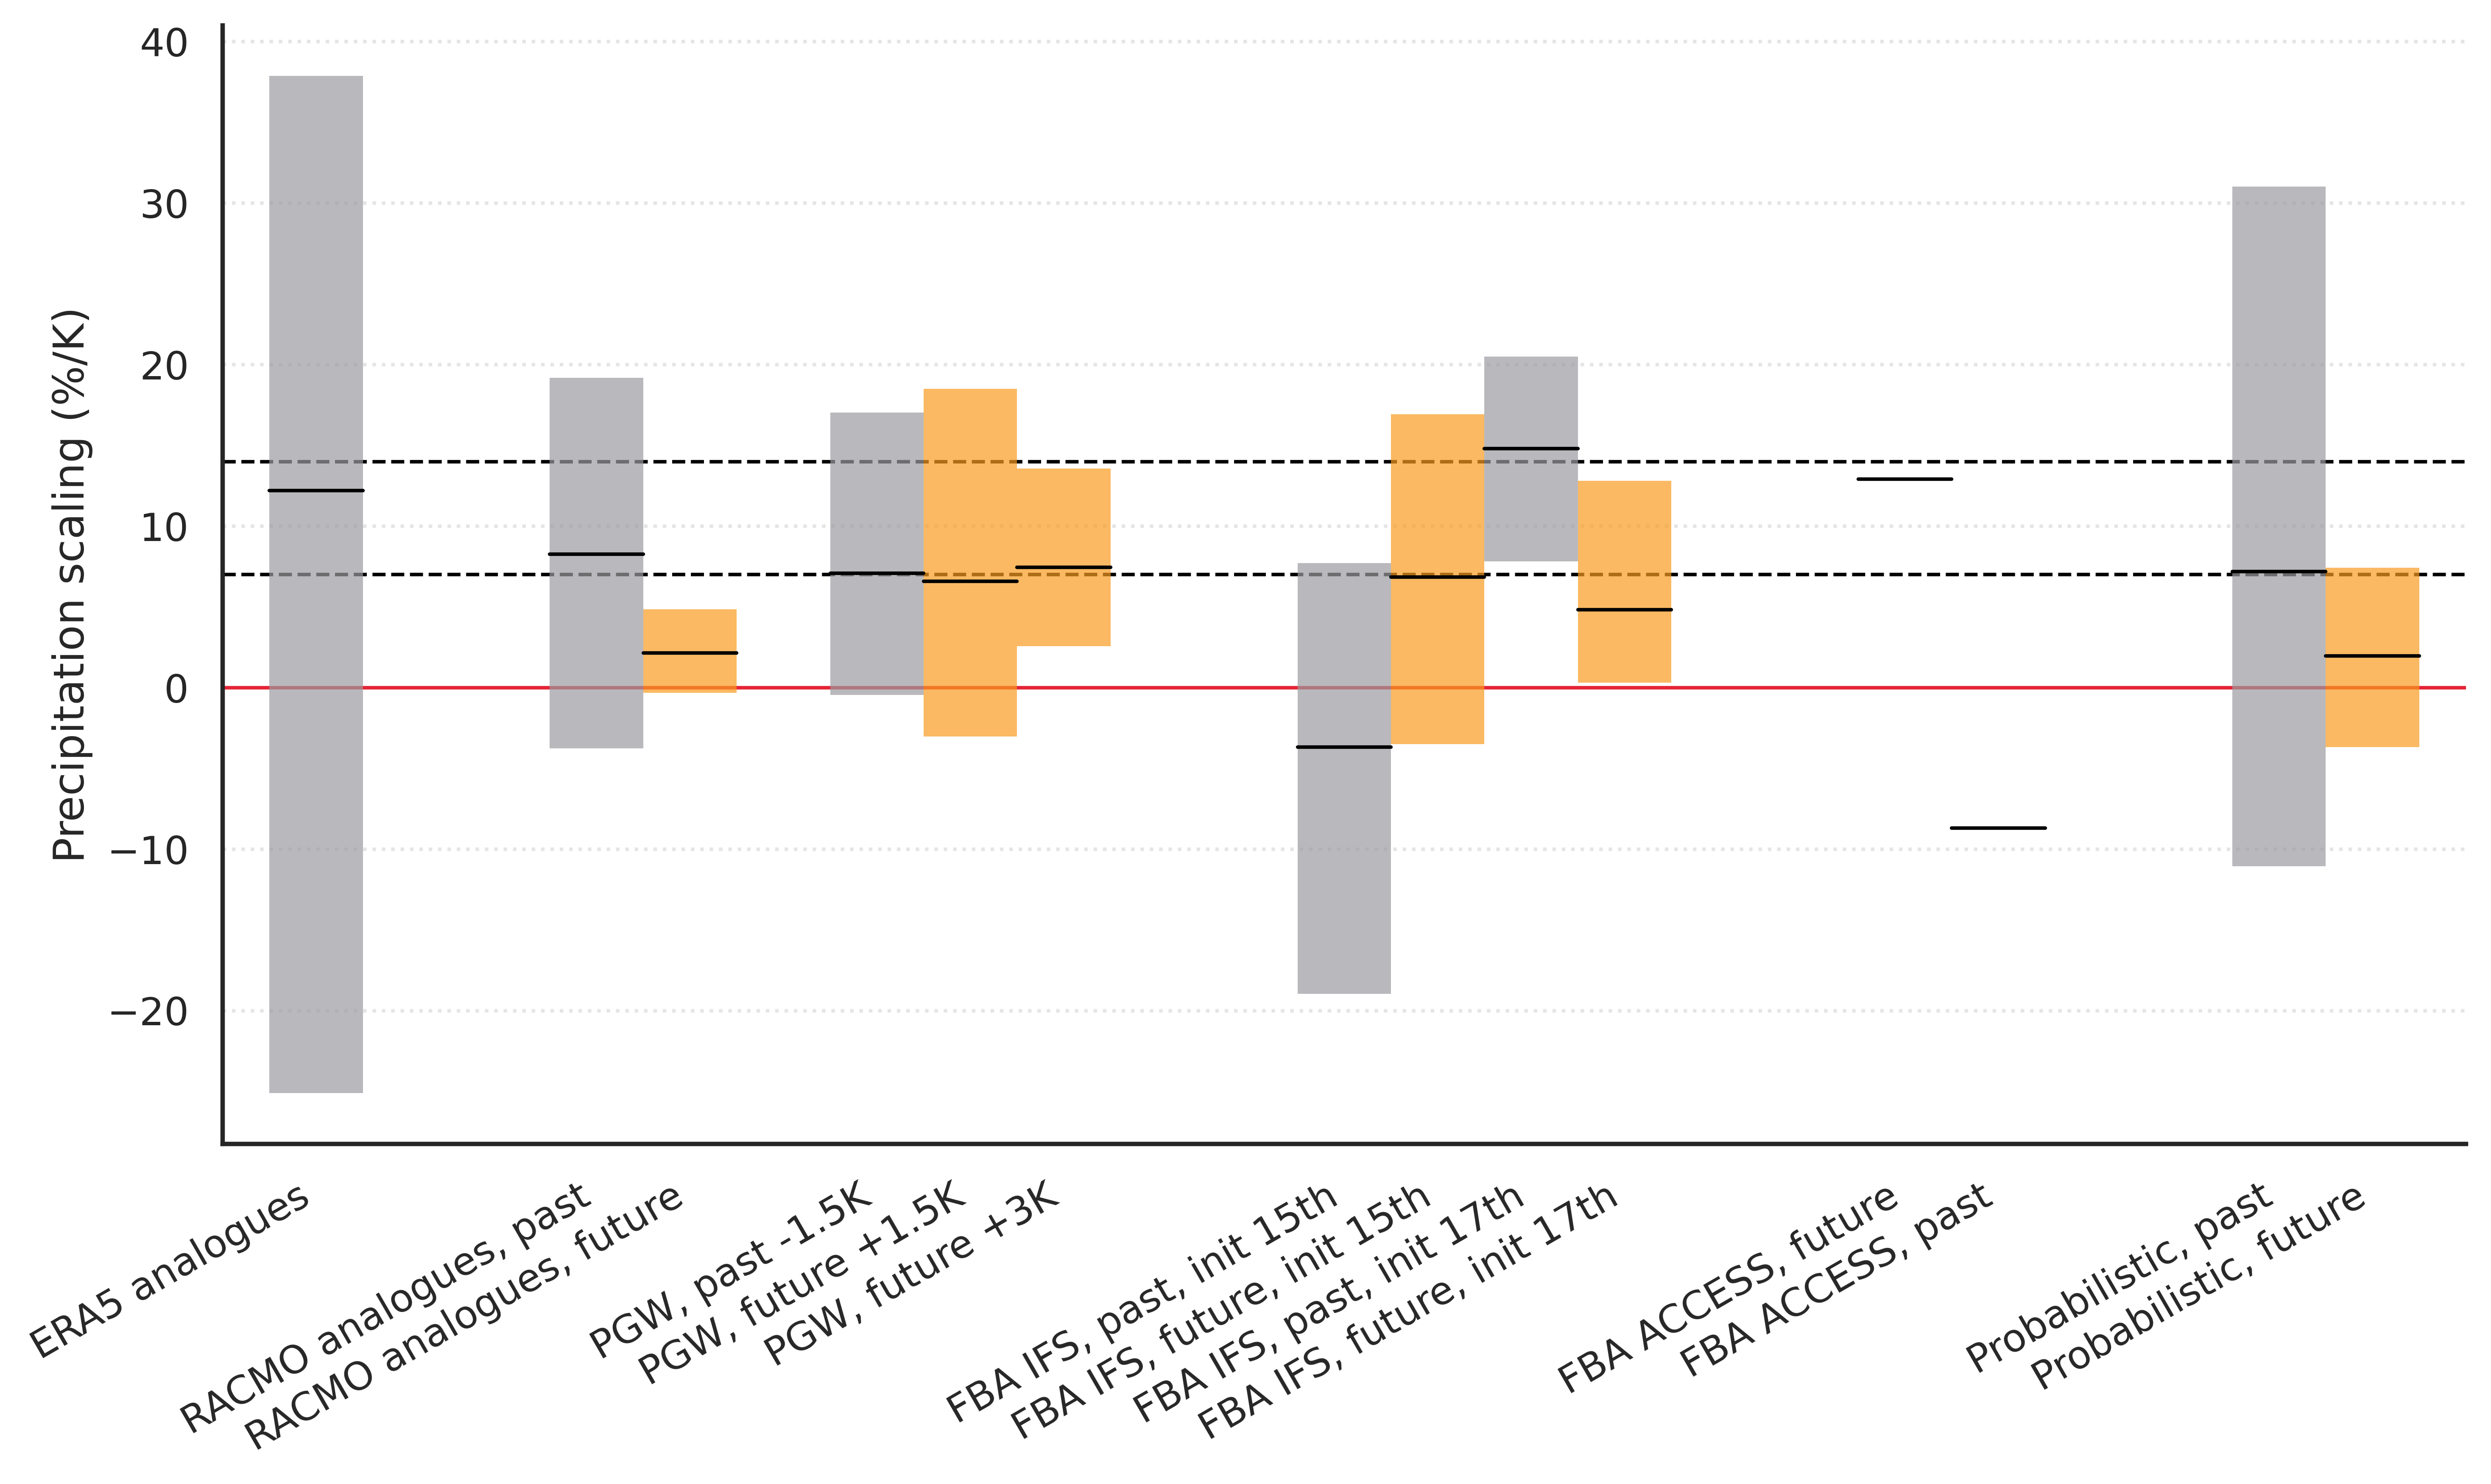 Precipitation scaling (%/K)
40
30
20
10
0
−10
−20
ERA5 analogues
RACMO analogues, past
RACMO analogues, future
PGW, past -1.5K
PGW, future +1.5K
PGW, future +3K
FBA IFS, past, init 15th
FBA IFS, future, init 15th
FBA IFS, past, init 17th
FBA IFS, future, init 17th
FBA ACCESS, future
FBA ACCESS, past
Probabilistic, past
Probabilistic, future